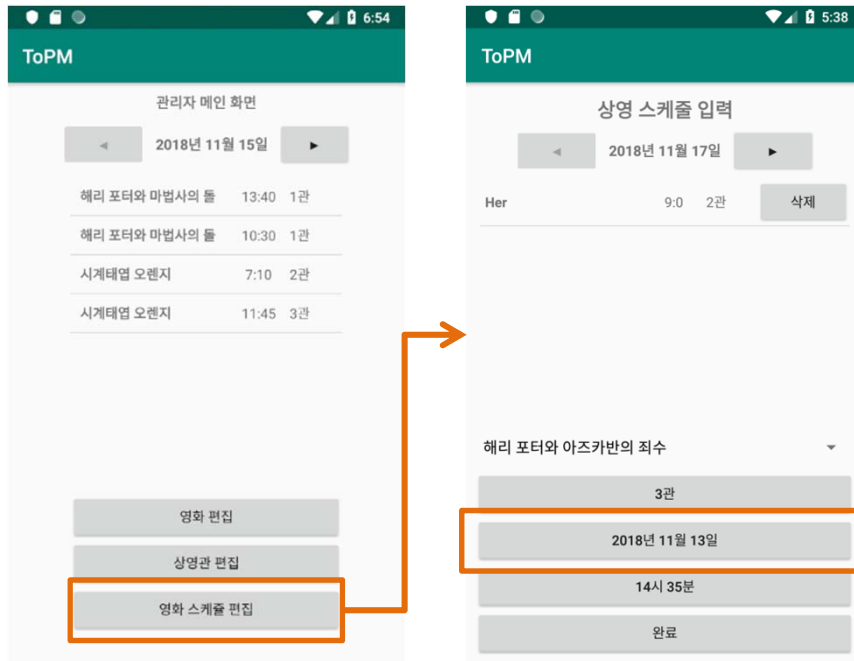 6:54
ToPM
관리자 메인 화면
◄ 2018년 11월 15일 ►
해리 포터와 마법사의 돌 13:40 1관
해리 포터와 마법사의 돌 10:30 1관
시계태엽 오렌지 7:10 2관
시계태엽 오렌지 11:45 3관
영화 편집
상영관 편집
영화 스케쥴 편집
5:38
ToPM
상영 스케줄 입력
◄ 2018년 11월 17일 ►
Her 9:0 2관 삭제
해리 포터와 아즈카반의 죄수
3관
2018년 11월 13일
14시 35분
완료